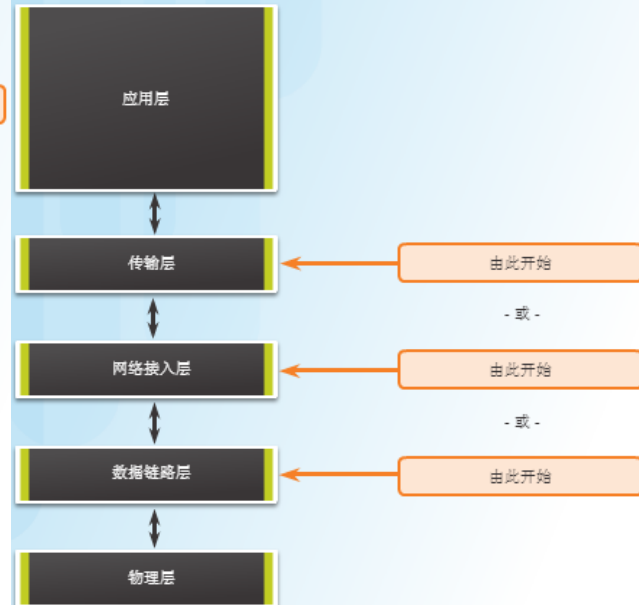 应用层
传输层
由此开始
- 或 -
网络接入层
由此开始
- 或 -
数据链路层
由此开始
物理层